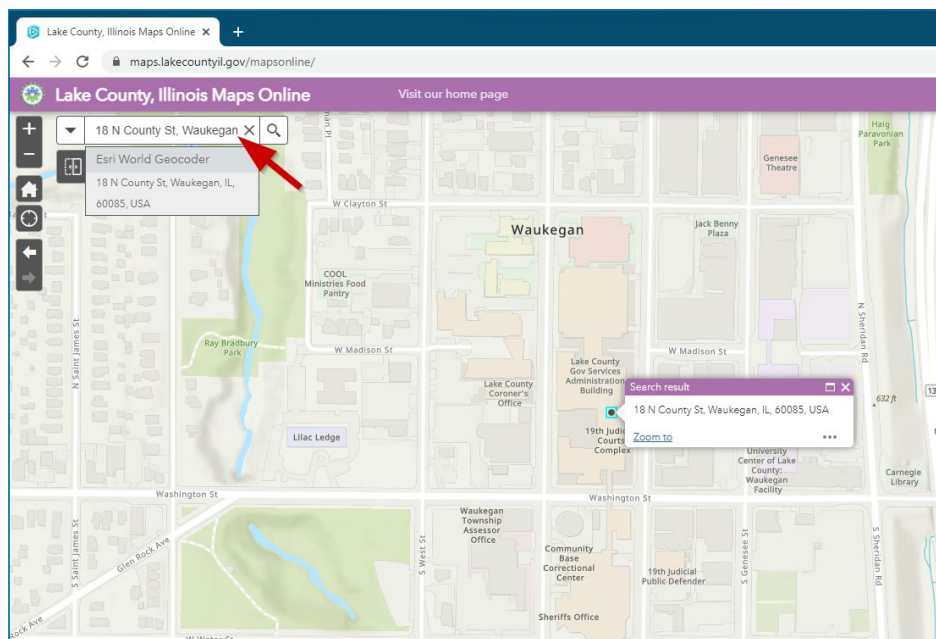 Lake County, Illinois Maps Online
maps.lakecountyil.gov/mapsonline/
Lake County, Illinois Maps Online
Visit our home page
18 N County St, Waukegan
Esri World Geocoder
18 N County St, Waukegan, IL,
60085, USA
Haig
Paravonian
Park
Genesee
Theatre
W Clayton St
Waukegan
Jack Benny
Plaza
COOL
Ministries Food
Pantry
N Sheridan Rd
N Saint James St
Ray Bradbury
Park
W Madison St
W Madison St
Lake County
Gov Services
Administration
Building
Lake County
Coroner's
Office
Search result
18 N County St, Waukegan, IL, 60085, USA
Zoom to
632 ft
13
19th Judic
Courts
Complex
Lilac Ledge
University
Center of Lake
County:
Waukegan
Facility
Carnegie
Library
Washington St
Washington St
Waukegan
Township
Assessor
Office
S Saint James St
Glen Rock Ave
S West St
Community
Base
Correctional
Center
19th Judicial
Public Defender
S Genesee St
S Sheridan Rd
Sheriffs Office
Rock Ave
W Water St